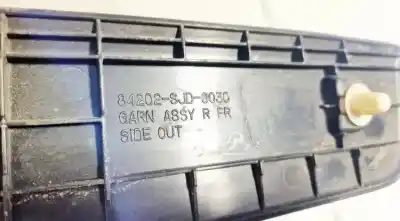 84202-SJD-0030
GARN ASSY R FR
SIDE OUT